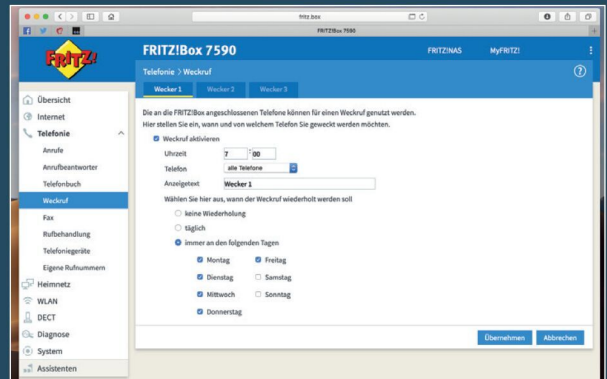 fritz.box
FRITZ!Box 7590
FRITZ!
FRITZ!Box 7590
FRITZ!NAS
MyFRITZ!
Telefonie > Weckruf
?
Wecker 1
Wecker 2
Wecker 3
Übersicht
Internet
Telefonie
Anrufe
Anrufbeantworter
Telefonbuch
Weckruf
Fax
Rufbehandlung
Telefoniegeräte
Eigene Rufnummern
Heimnetz
WLAN
DECT
Diagnose
System
Assistenten
Die an die FRITZ!Box angeschlossenen Telefone können für einen Weckruf genutzt werden.
Hier stellen Sie ein, wann und von welchem Telefon Sie geweckt werden möchten.
Weckruf aktivieren
Uhrzeit 7 : 00
Telefon alle Telefone
Anzeigetext Wecker 1
Wählen Sie hier aus, wann der Weckruf wiederholt werden soll
keine Wiederholung
täglich
immer an den folgenden Tagen
Montag Freitag
Dienstag Samstag
Mittwoch Sonntag
Donnerstag
Übernehmen
Abbrechen